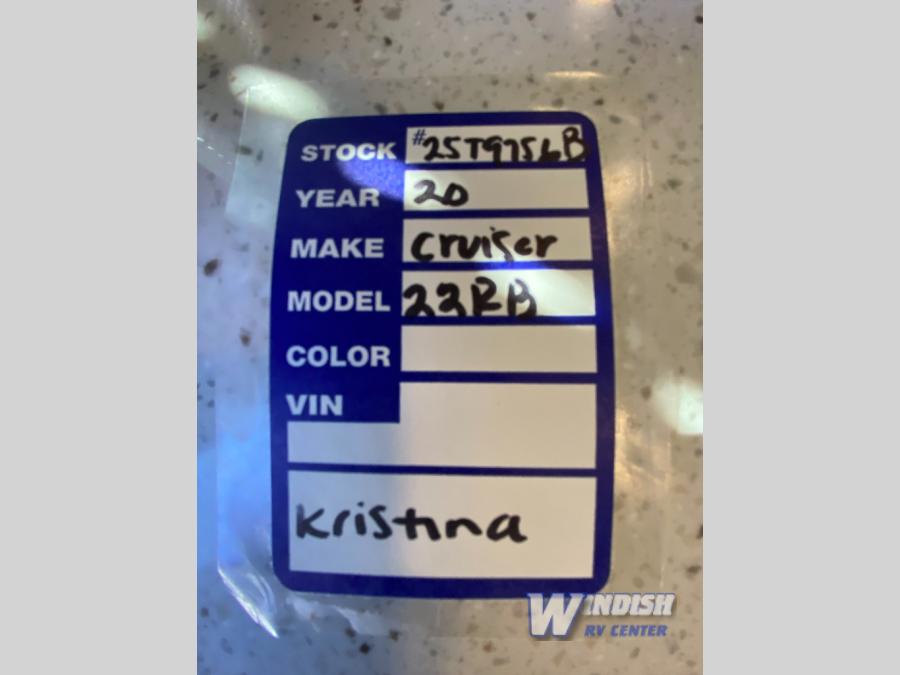 STOCK #25T9756B
YEAR 20
MAKE Cruiser
MODEL 22RB
COLOR
VIN
Kristina
WINDISH
RV CENTER